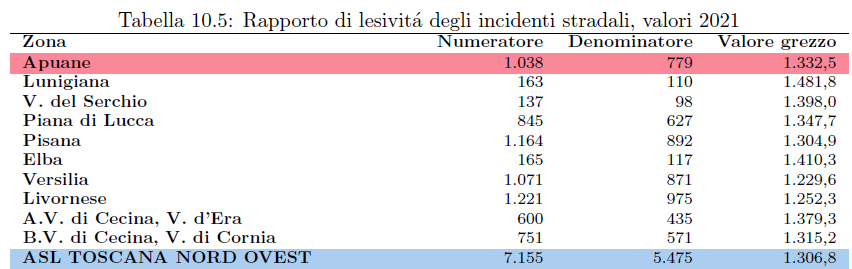 Tabella 10.5: Rapporto di lesivitá degli incidenti stradali, valori 2021
Zona Numeratore Denominatore Valore grezzo
Apuane 1.038 779 1.332,5
Lunigiana 163 110 1.481,8
V. del Serchio 137 98 1.398,0
Piana di Lucca 845 627 1.347,7
Pisana 1.164 892 1.304,9
Elba 165 117 1.410,3
Versilia 1.071 871 1.229,6
Livornese 1.221 975 1.252,3
A.V. di Cecina, V. d'Era 600 435 1.379,3
B.V. di Cecina, V. di Cornia 751 571 1.315,2
ASL TOSCANA NORD OVEST 7.155 5.475 1.306,8